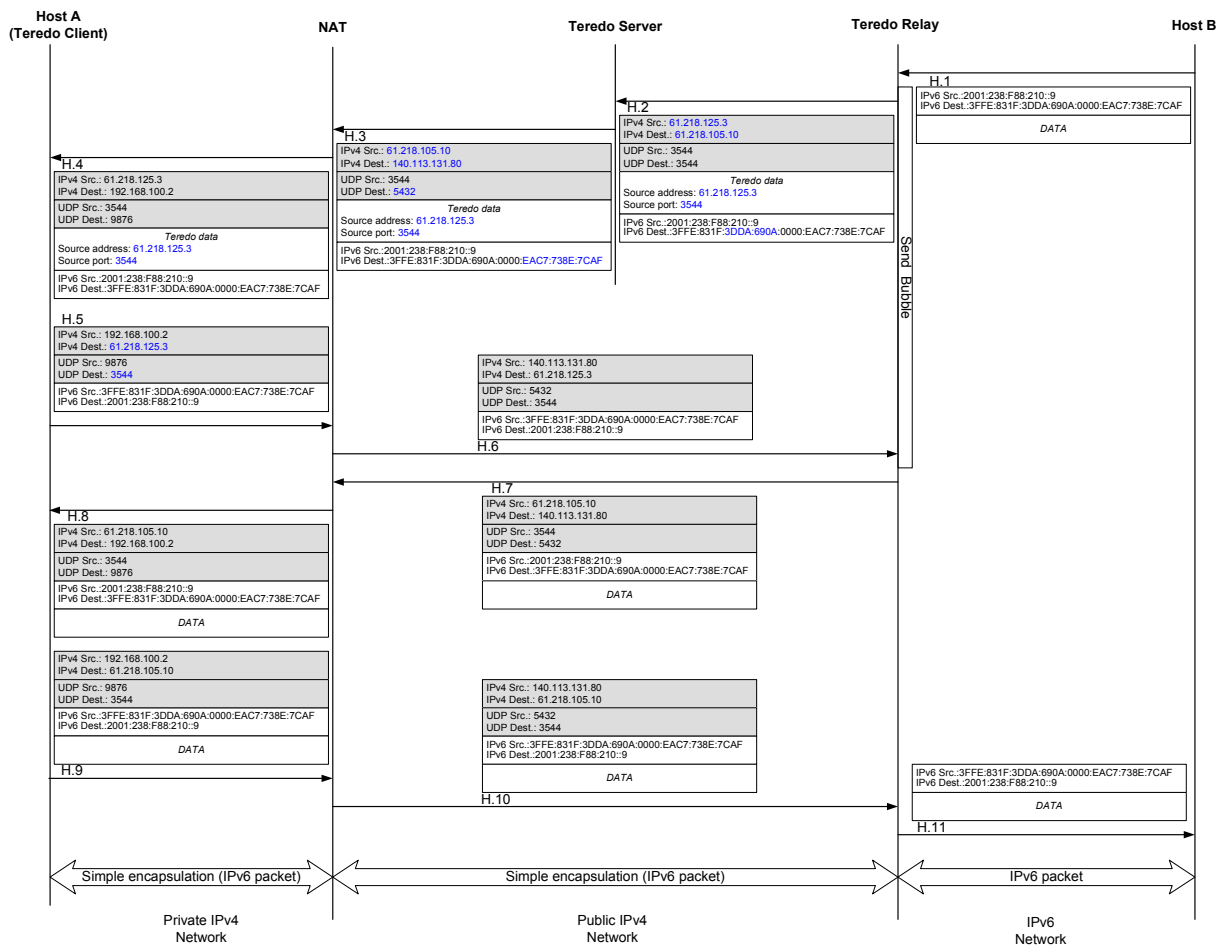 Host A
(Teredo Client)
NAT
Teredo Server
Teredo Relay
Host B
H.1
IPv6 Src.:2001:238:F88:210::9
IPv6 Dest.:3FFE:831F:3DDA:690A:0000:EAC7:738E:7CAF
DATA
H.2
IPv4 Src.: 61.218.125.3
IPv4 Dest.: 61.218.105.10
UDP Src.: 3544
UDP Dest.: 3544
Teredo data
Source address: 61.218.125.3
Source port: 3544
IPv6 Src.:2001:238:F88:210::9
IPv6 Dest.:3FFE:831F:3DDA:690A:0000:EAC7:738E:7CAF
H.3
IPv4 Src.: 61.218.105.10
IPv4 Dest.: 140.113.131.80
UDP Src.: 3544
UDP Dest.: 5432
Teredo data
Source address: 61.218.125.3
Source port: 3544
IPv6 Src.:2001:238:F88:210::9
IPv6 Dest.:3FFE:831F:3DDA:690A:0000:EAC7:738E:7CAF
H.4
IPv4 Src.: 61.218.125.3
IPv4 Dest.: 192.168.100.2
UDP Src.: 3544
UDP Dest.: 9876
Teredo data
Source address: 61.218.125.3
Source port: 3544
IPv6 Src.:2001:238:F88:210::9
IPv6 Dest.:3FFE:831F:3DDA:690A:0000:EAC7:738E:7CAF
Send Bubble
H.5
IPv4 Src.: 192.168.100.2
IPv4 Dest.: 61.218.125.3
UDP Src.: 9876
UDP Dest.: 3544
IPv6 Src.:3FFE:831F:3DDA:690A:0000:EAC7:738E:7CAF
IPv6 Dest.:2001:238:F88:210::9
IPv4 Src.: 140.113.131.80
IPv4 Dest.: 61.218.125.3
UDP Src.: 5432
UDP Dest.: 3544
IPv6 Src.:3FFE:831F:3DDA:690A:0000:EAC7:738E:7CAF
IPv6 Dest.:2001:238:F88:210::9
H.6
H.7
IPv4 Src.: 61.218.105.10
IPv4 Dest.: 140.113.131.80
UDP Src.: 3544
UDP Dest.: 5432
IPv6 Src.:2001:238:F88:210::9
IPv6 Dest.:3FFE:831F:3DDA:690A:0000:EAC7:738E:7CAF
DATA
H.8
IPv4 Src.: 61.218.105.10
IPv4 Dest.: 192.168.100.2
UDP Src.: 3544
UDP Dest.: 9876
IPv6 Src.:2001:238:F88:210::9
IPv6 Dest.:3FFE:831F:3DDA:690A:0000:EAC7:738E:7CAF
DATA
IPv4 Src.: 192.168.100.2
IPv4 Dest.: 61.218.105.10
UDP Src.: 9876
UDP Dest.: 3544
IPv6 Src.:3FFE:831F:3DDA:690A:0000:EAC7:738E:7CAF
IPv6 Dest.:2001:238:F88:210::9
DATA
H.9
IPv4 Src.: 140.113.131.80
IPv4 Dest.: 61.218.105.10
UDP Src.: 5432
UDP Dest.: 3544
IPv6 Src.:3FFE:831F:3DDA:690A:0000:EAC7:738E:7CAF
IPv6 Dest.:2001:238:F88:210::9
DATA
H.10
IPv6 Src.:3FFE:831F:3DDA:690A:0000:EAC7:738E:7CAF
IPv6 Dest.:2001:238:F88:210::9
DATA
H.11
Simple encapsulation (IPv6 packet)
Simple encapsulation (IPv6 packet)
IPv6 packet
Private IPv4
Network
Public IPv4
Network
IPv6
Network